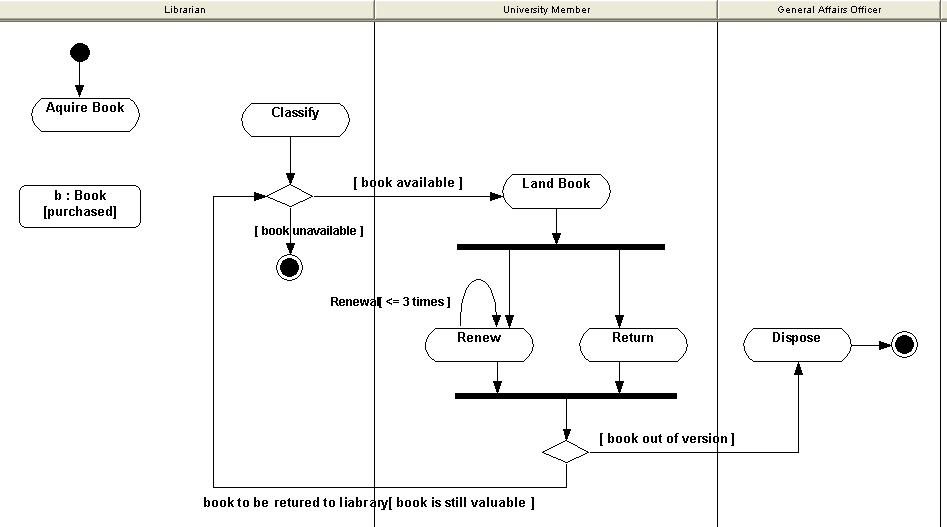 Librarian
University Member
General Affairs Officer
Aquire Book
Classify
b : Book
[purchased]
[ book available ]
Land Book
[ book unavailable ]
Renewal[ <= 3 times ]
Renew
Return
Dispose
[ book out of version ]
book to be retured to liabrary[ book is still valuable ]